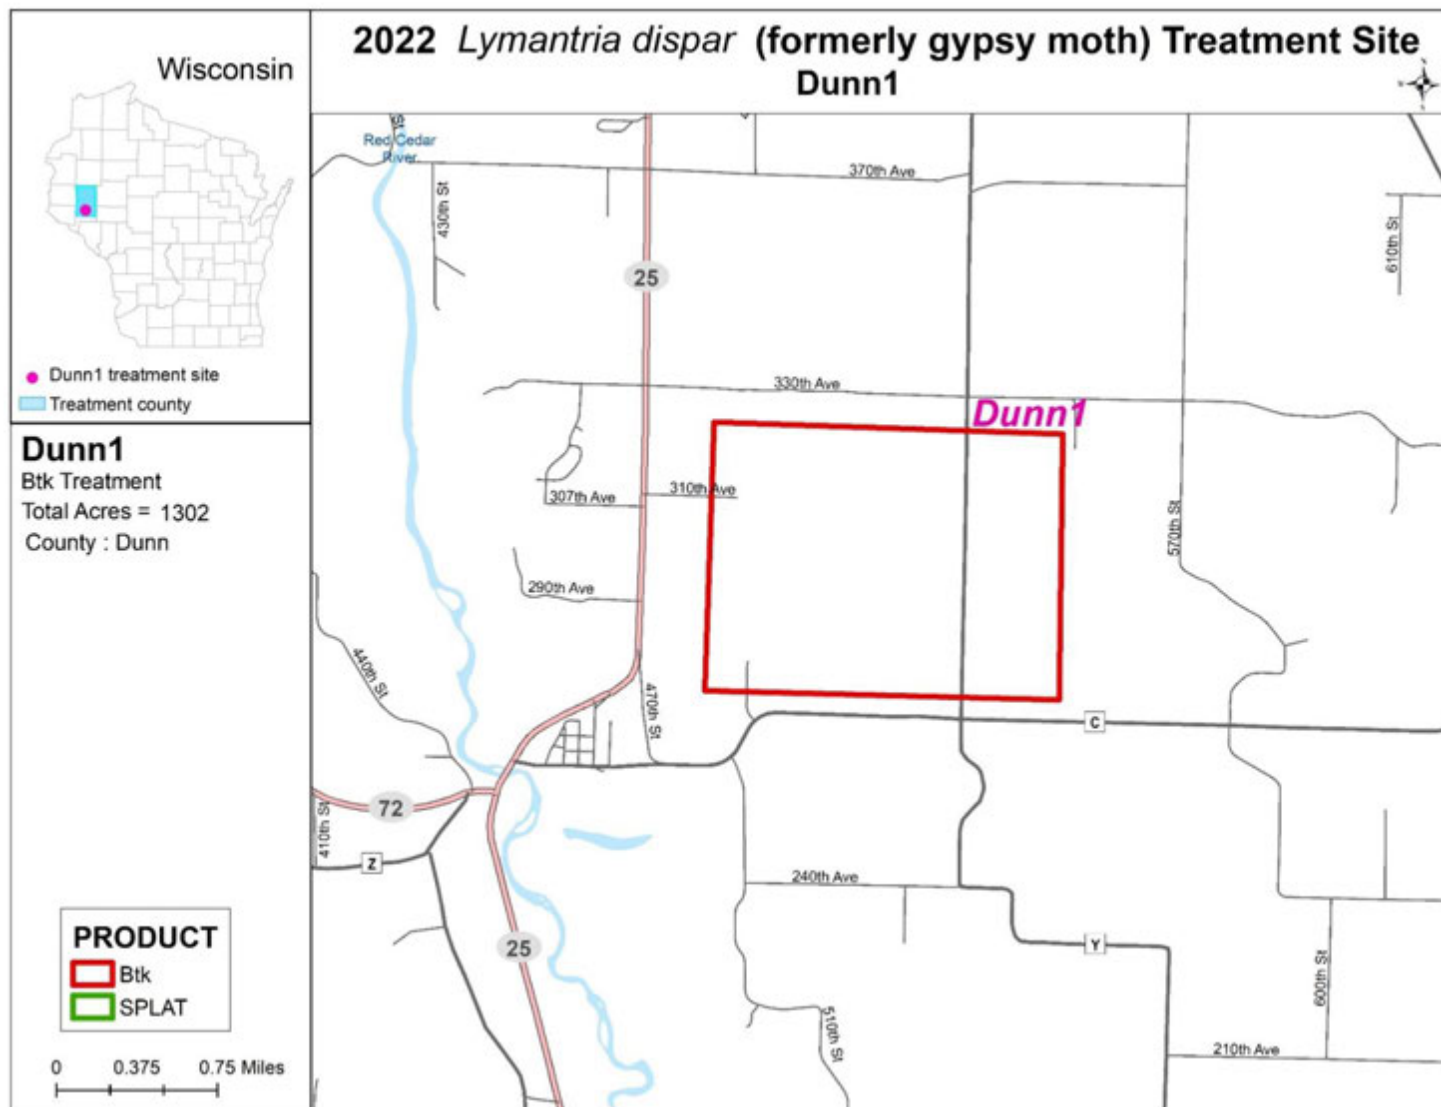 2022 Lymantria dispar (formerly gypsy moth) Treatment Site
Dunn1
Wisconsin
Dunn1 treatment site
Treatment county
Dunn1
Btk Treatment
Total Acres = 1302
County : Dunn
PRODUCT
Btk
SPLAT
0 0.375 0.75 Miles
Red Cedar
River
St
370th Ave
430th St
610th St
25
330th Ave
Dunn1
310th Ave
307th Ave
570th St
290th Ave
440th St
470th St
C
72
410th St
Z
240th Ave
25
Y
600th St
510th St
210th Ave